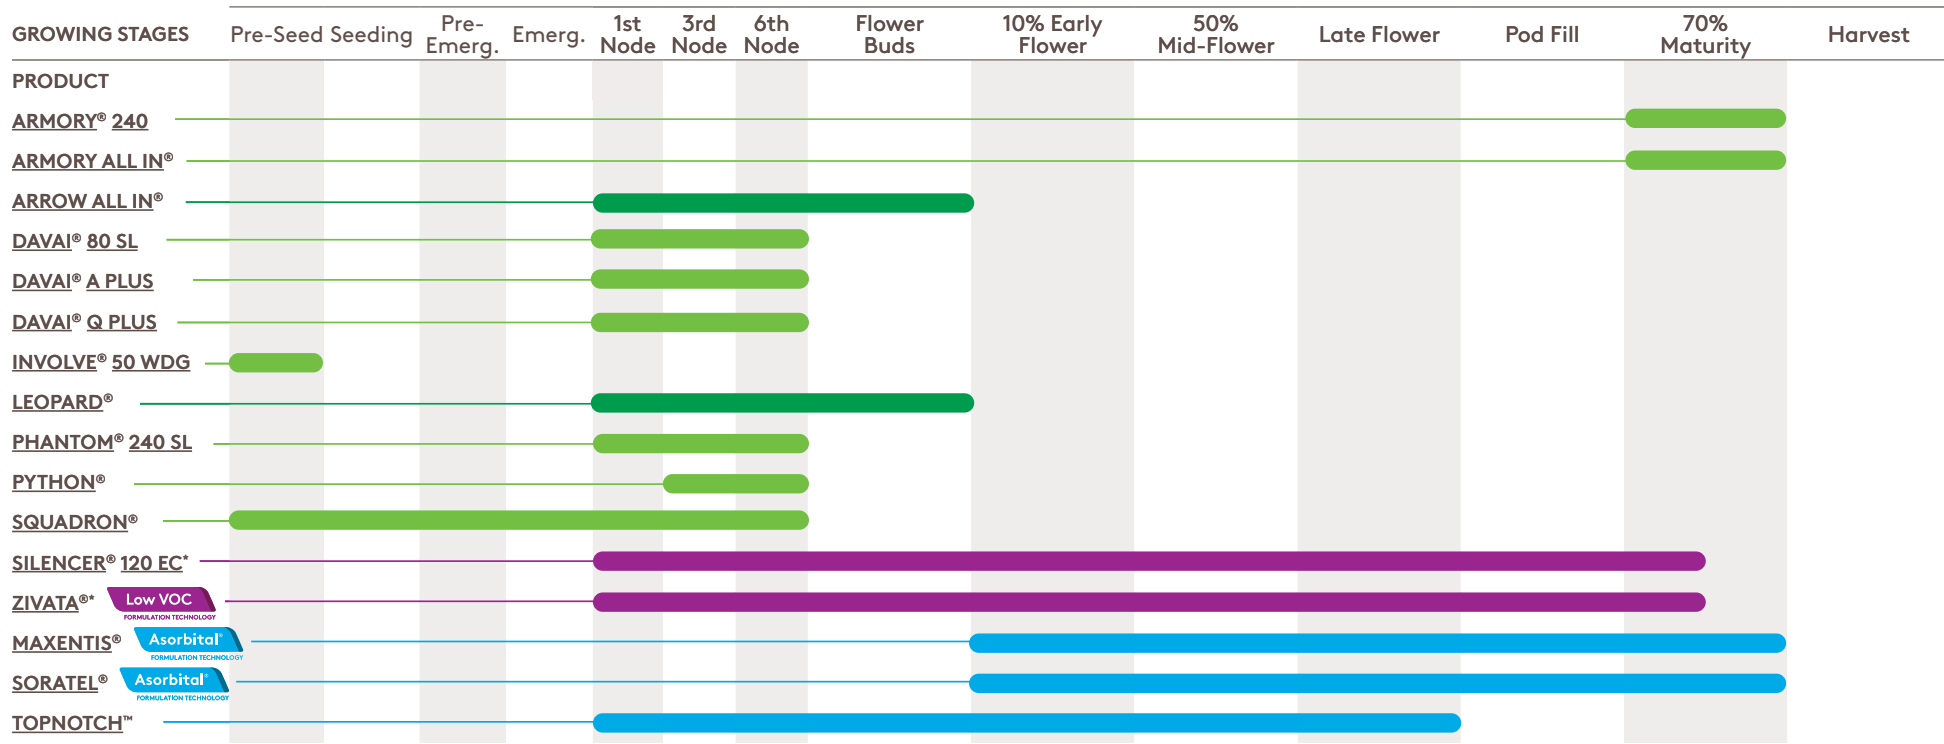 GROWING STAGES Pre-Seed Seeding Pre-Emerg. Emerg. 1st Node 3rd Node 6th Node Flower Buds 10% Early Flower 50% Mid-Flower Late Flower Pod Fill 70% Maturity Harvest
PRODUCT
ARMORY® 240
ARMORY ALL IN®
ARROW ALL IN®
DAVAI® 80 SL
DAVAI® A PLUS
DAVAI® Q PLUS
INVOLVE® 50 WDG
LEOPARD®
PHANTOM® 240 SL
PYTHON®
SQUADRON®
SILENCER® 120 EC*
ZIVATA®* Low VOC
FORMULATION TECHNOLOGY
MAXENTIS® Asorbital®
FORMULATION TECHNOLOGY
SORATEL® Asorbital®
FORMULATION TECHNOLOGY
TOPNOTCH™